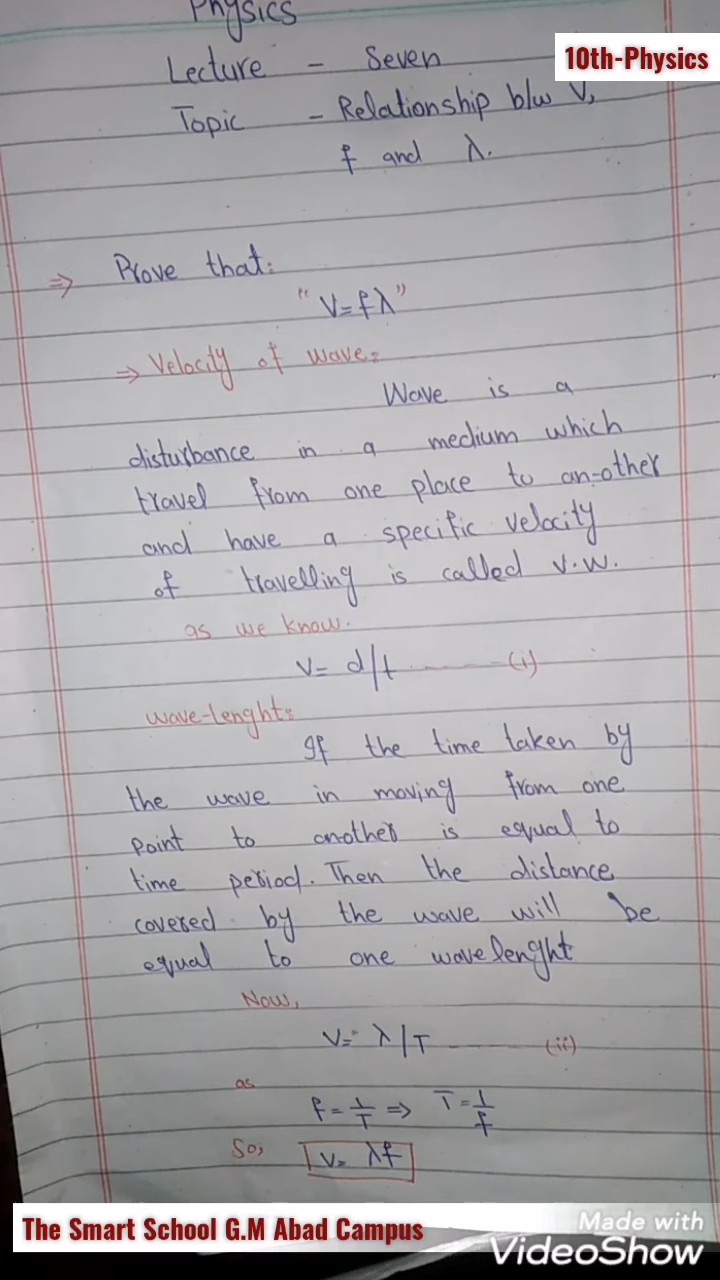 Physics
10th-Physics
Lecture - Seven
Topic - Relationship b/w V,
f and λ.
⇒ Prove that:
"V=fλ"
⇒ Velocity of wave:
Wave is a
disturbance in a medium which
travel from one place to an-other
and have a specific velocity
of travelling is called v.w.
as we know.
V= d/t ------ (i)
wave-lenght:
If the time taken by
the wave in moving from one
point to another is equal to
time period. Then the distance
covered by the wave will be
equal to one wavelenght
Now,
V= λ/T ------ (ii)
as
f = 1/T ⇒ T = 1/f
So, V= λf
The Smart School G.M Abad Campus
Made with
VideoShow